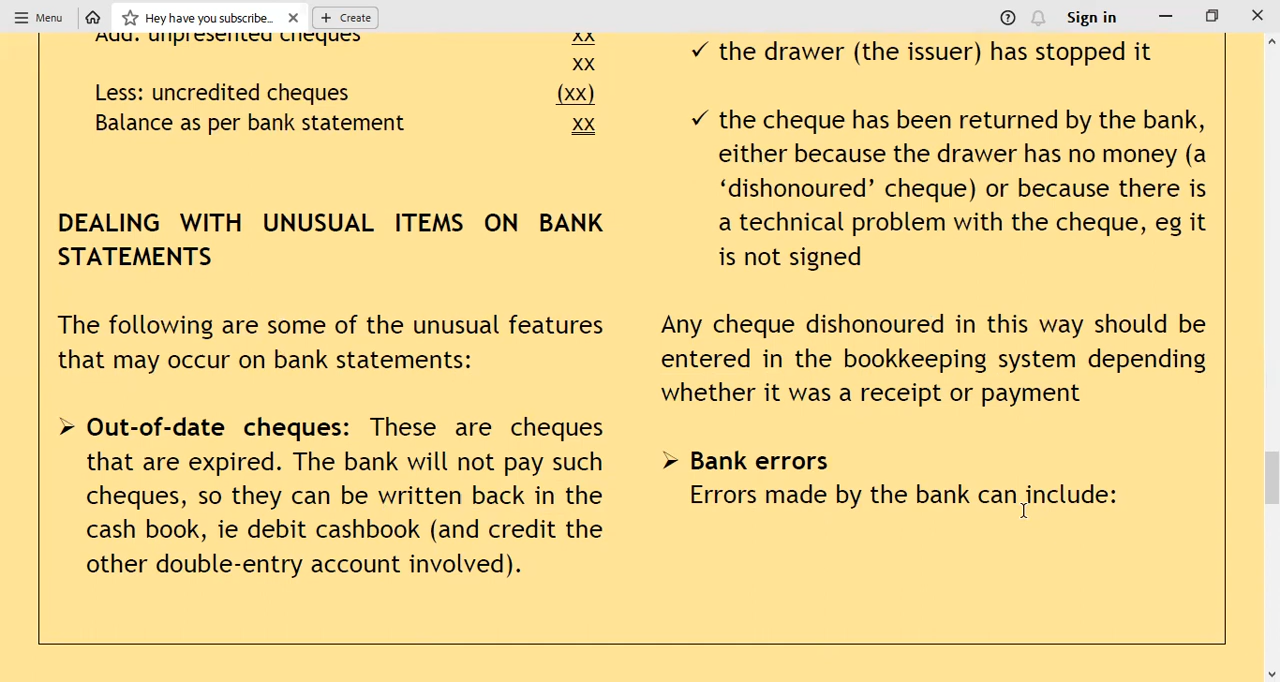 Menu
Hey have you subscribe...
Create
Sign in
Add: unpresented cheques xx
xx
Less: uncredited cheques (xx)
Balance as per bank statement xx
DEALING WITH UNUSUAL ITEMS ON BANK
STATEMENTS
The following are some of the unusual features
that may occur on bank statements:
➢ Out-of-date cheques: These are cheques
that are expired. The bank will not pay such
cheques, so they can be written back in the
cash book, ie debit cashbook (and credit the
other double-entry account involved).
✓ the drawer (the issuer) has stopped it
✓ the cheque has been returned by the bank,
either because the drawer has no money (a
‘dishonoured’ cheque) or because there is
a technical problem with the cheque, eg it
is not signed
Any cheque dishonoured in this way should be
entered in the bookkeeping system depending
whether it was a receipt or payment
➢ Bank errors
Errors made by the bank can include: